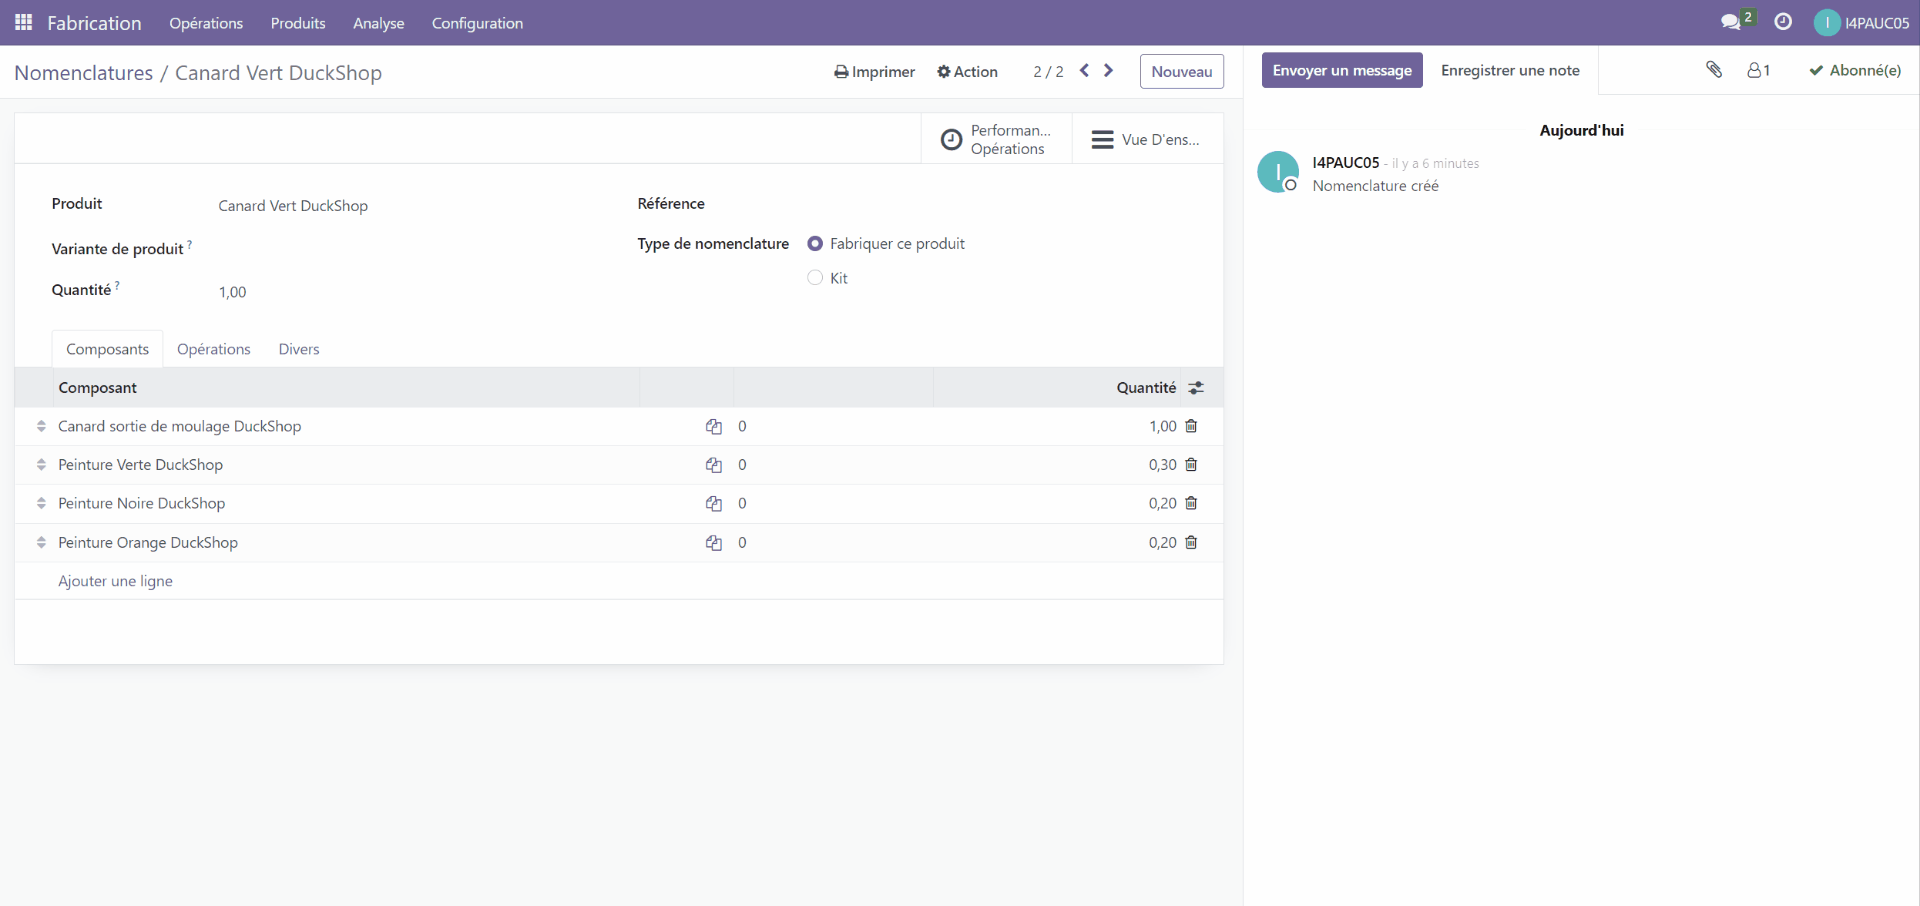 Fabrication Opérations Produits Analyse Configuration 2 I I4PAUC05
Nomenclatures / Canard Vert DuckShop Imprimer Action 2 / 2 Nouveau
Envoyer un message Enregistrer une note 1 Abonné(e)
Performan... Opérations
Vue D'ens...
Produit Canard Vert DuckShop
Variante de produit ?
Quantité ? 1,00
Référence
Type de nomenclature Fabriquer ce produit
Kit
Composants Opérations Divers
Composant Quantité
Canard sortie de moulage DuckShop 0 1,00
Peinture Verte DuckShop 0 0,30
Peinture Noire DuckShop 0 0,20
Peinture Orange DuckShop 0 0,20
Ajouter une ligne
Aujourd'hui
I I4PAUC05 - il y a 6 minutes
Nomenclature créé